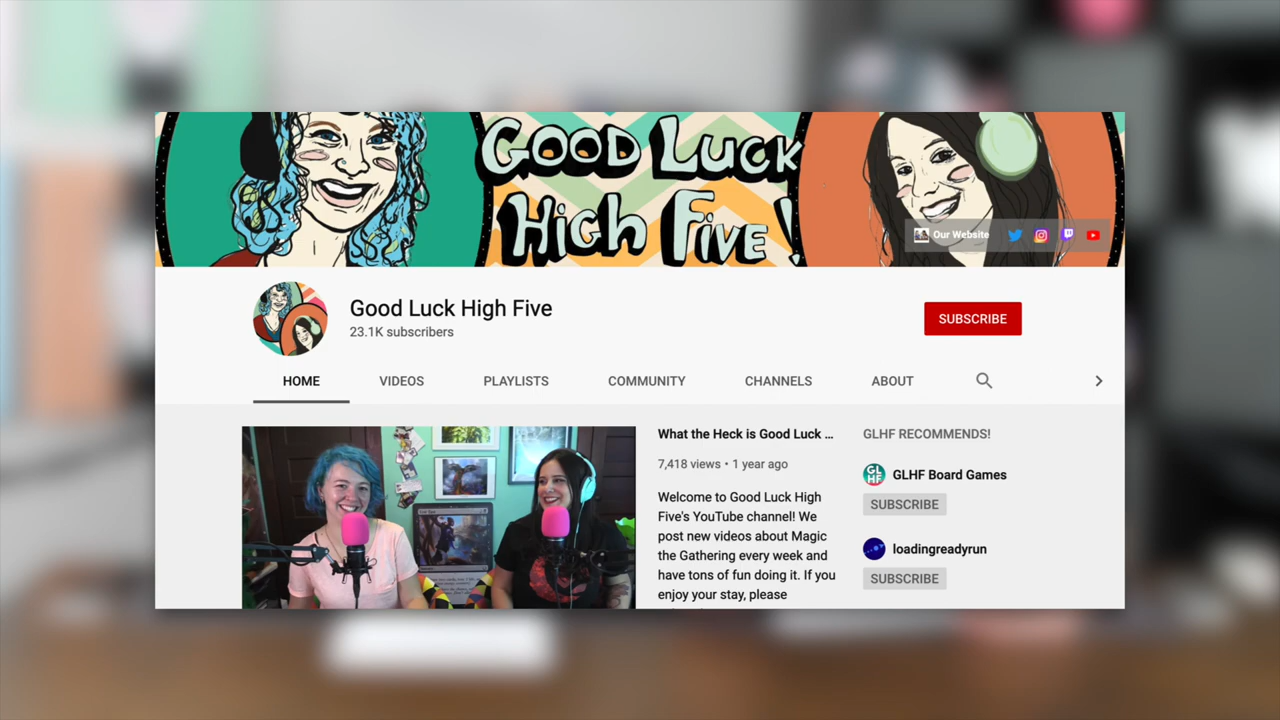 GOOD LUCK
HIGH FIVE!
Our Website
Good Luck High Five
23.1K subscribers
SUBSCRIBE
HOME
VIDEOS
PLAYLISTS
COMMUNITY
CHANNELS
ABOUT
What the Heck is Good Luck ...
7,418 views • 1 year ago
Welcome to Good Luck High
Five's YouTube channel! We
post new videos about Magic
the Gathering every week and
have tons of fun doing it. If you
enjoy your stay, please
GLHF RECOMMENDS!
GL
HF
GLHF Board Games
SUBSCRIBE
loadingreadyrun
SUBSCRIBE